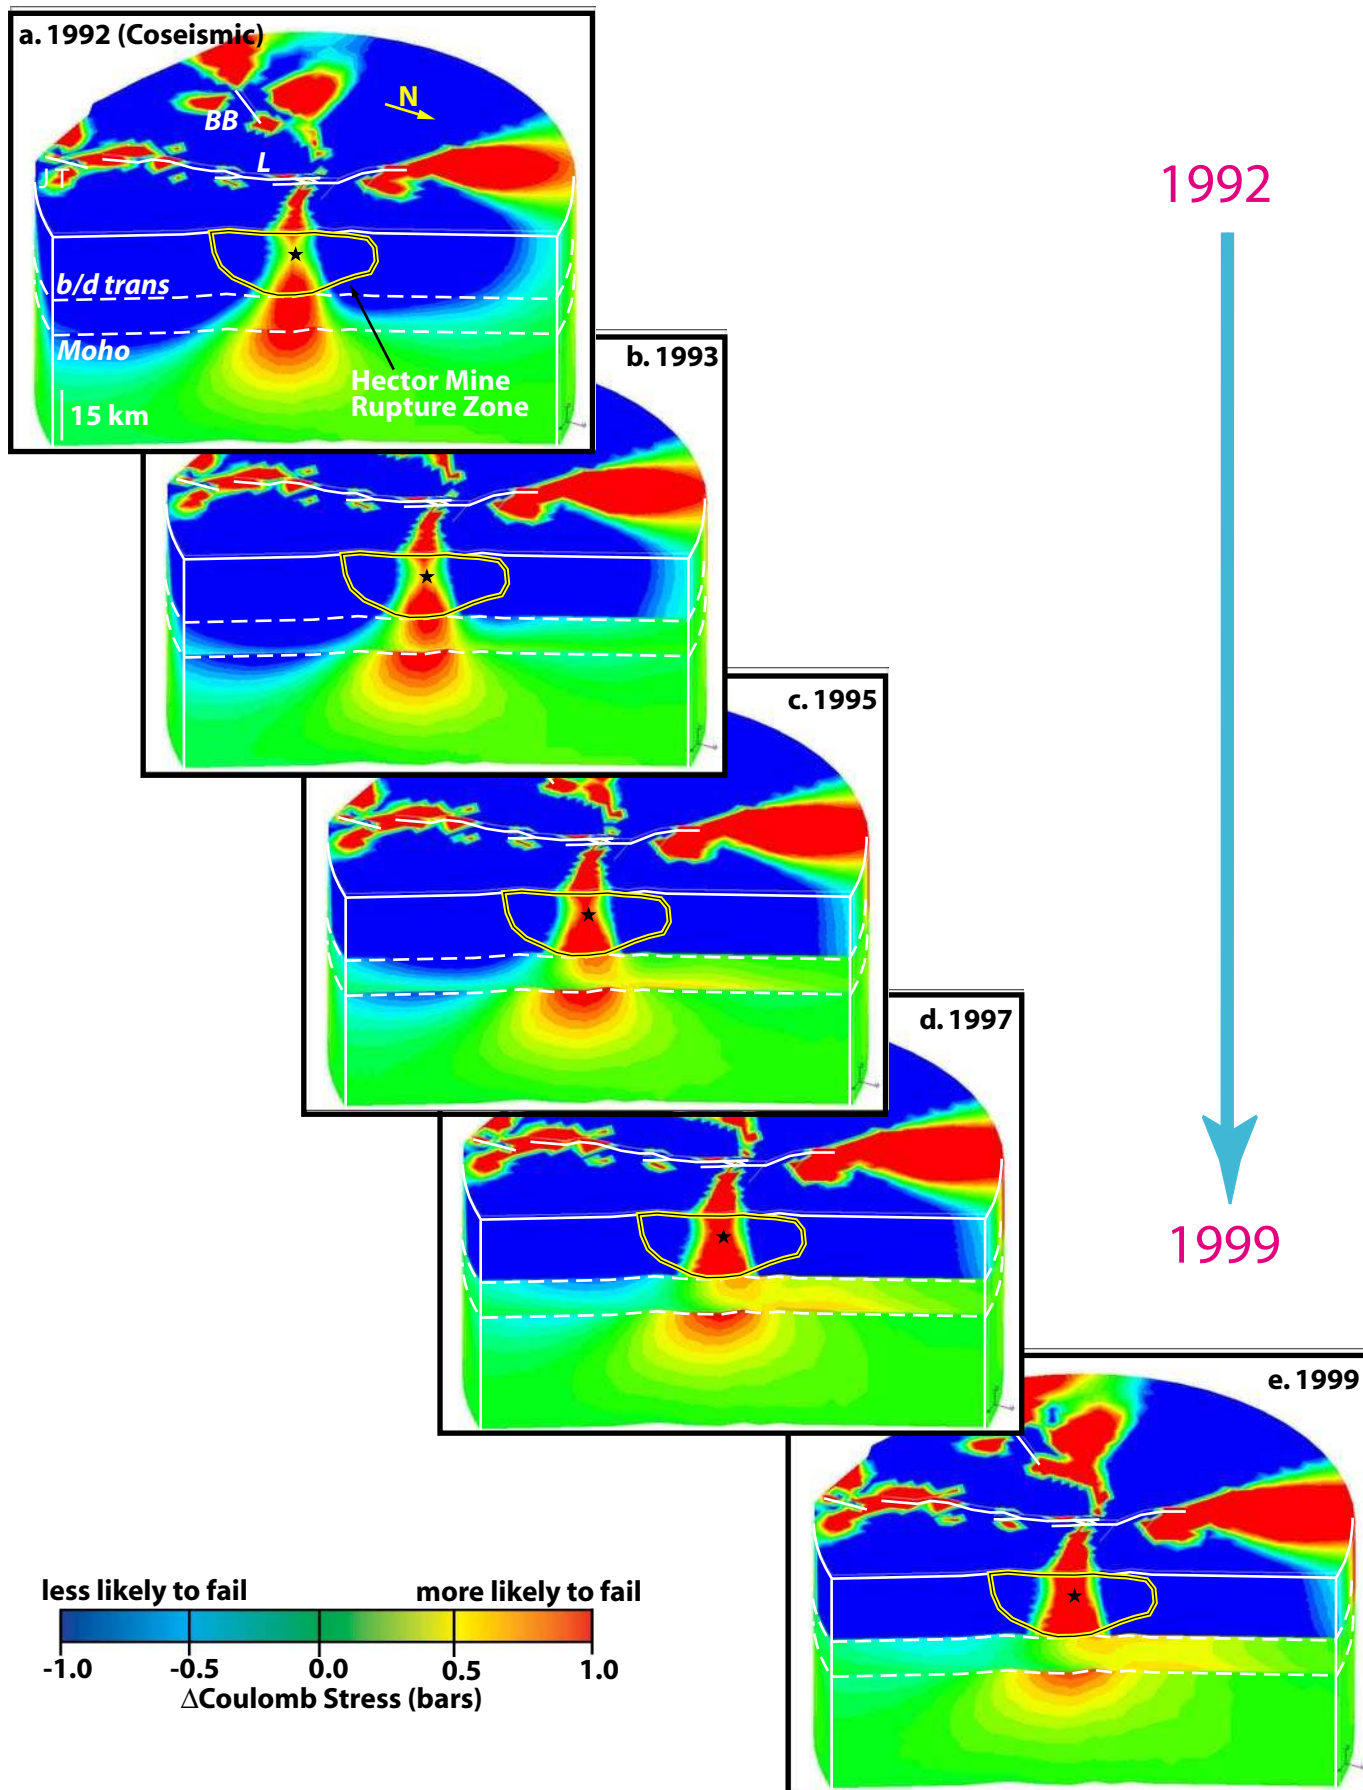 a. 1992 (Coseismic)
N
BB
L
J T
b/d trans
Moho
Hector Mine
Rupture Zone
15 km
1992
b. 1993
c. 1995
d. 1997
1999
e. 1999
less likely to fail more likely to fail
-1.0 -0.5 0.0 0.5 1.0
ΔCoulomb Stress (bars)